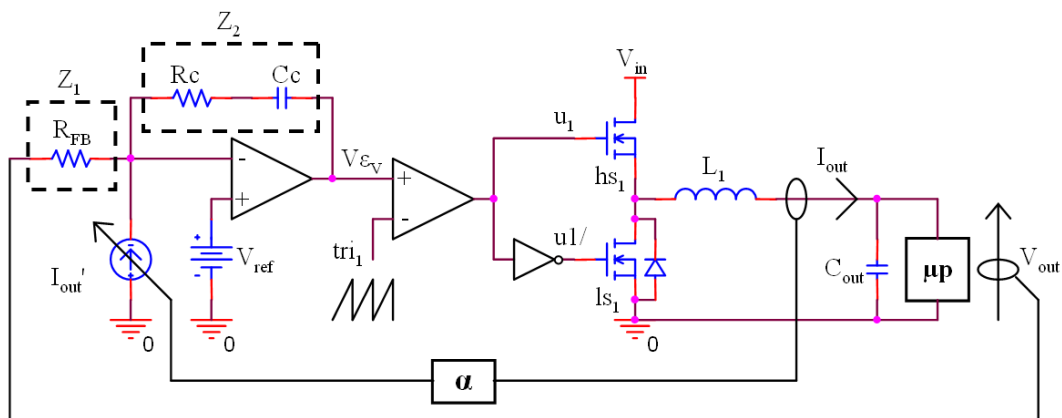 Z2
Rc Cc
Z1
RFB
Vεv
+
-
-
+
+
-
Vref
Iout'
-
+
tri1
0
0
Vin
u1
hs1
L1
Iout
u1/
ls1
0
Cout
μp
Vout
α